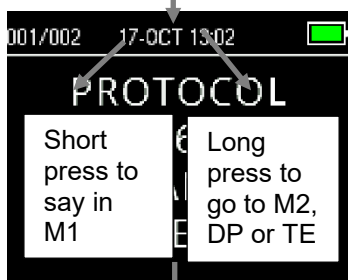 001/002 17-OCT 13:02
PROTOCOL
Short
press to
say in
M1
Long
press to
go to M2,
DP or TE